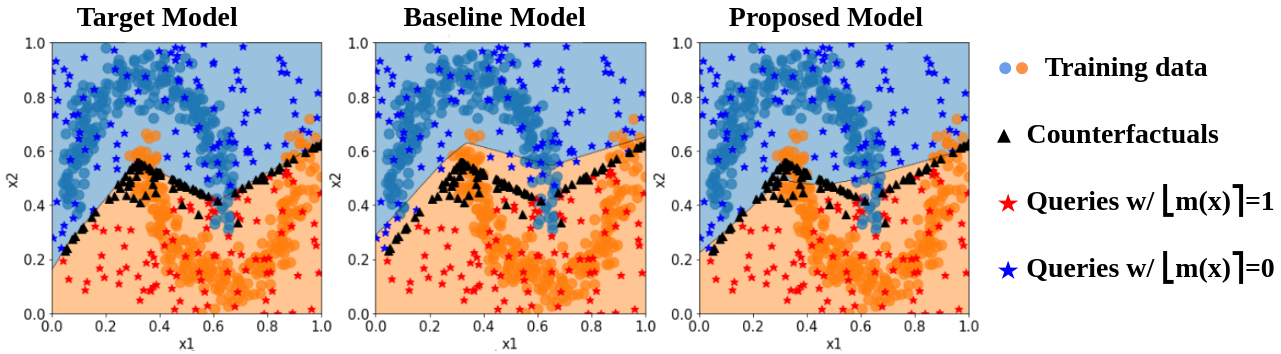 Target Model
Baseline Model
Proposed Model
1.0
0.8
0.6
0.4
0.2
0.0
x2
0.0 0.2 0.4 0.6 0.8 1.0
x1
1.0
0.8
0.6
0.4
0.2
0.0
x2
0.0 0.2 0.4 0.6 0.8 1.0
x1
1.0
0.8
0.6
0.4
0.2
0.0
x2
0.0 0.2 0.4 0.6 0.8 1.0
x1
Training data
Counterfactuals
Queries w/ ⌊m(x)⌉=1
Queries w/ ⌊m(x)⌉=0